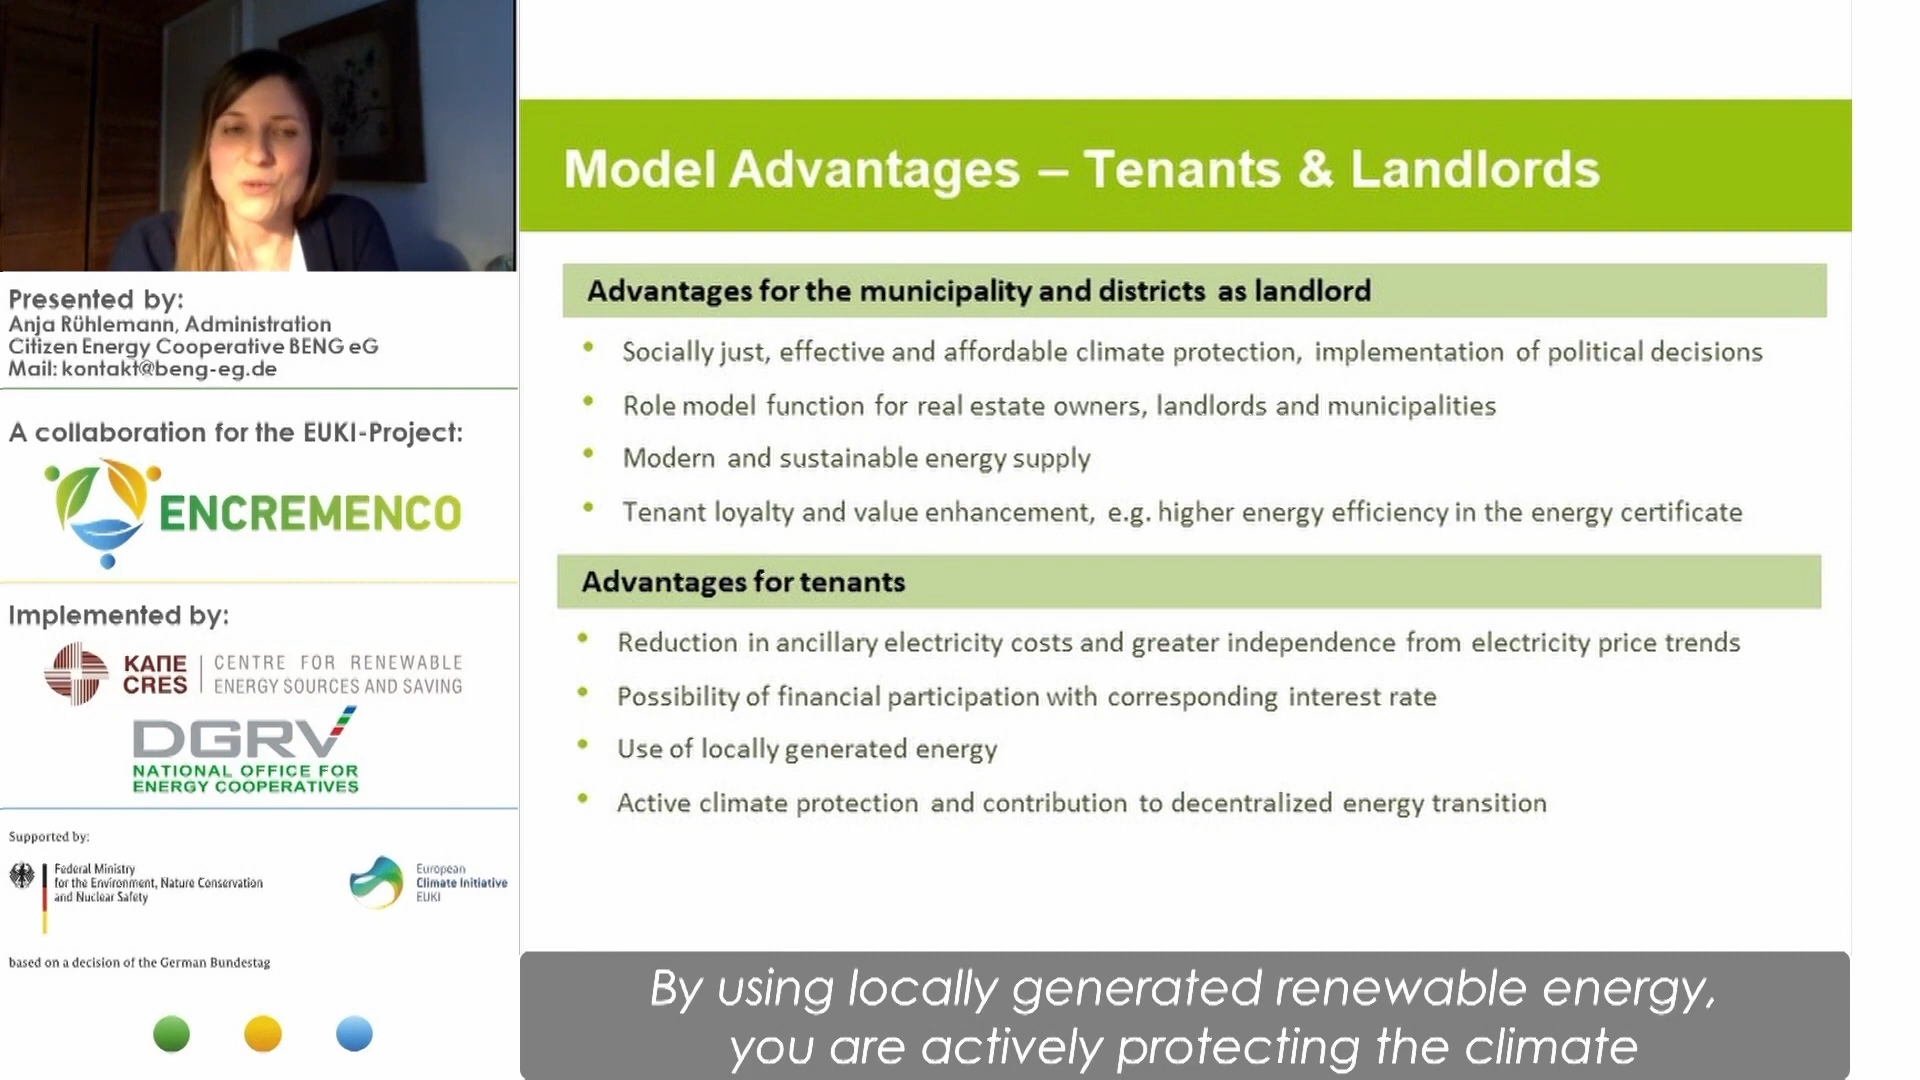 Presented by:
Anja Rühlemann, Administration
Citizen Energy Cooperative BENG eG
Mail: kontakt@beng-eg.de
A collaboration for the EUKI-Project:
ENCREMENCO
Implemented by:
ΚΑΠΕ
CRES
CENTRE FOR RENEWABLE
ENERGY SOURCES AND SAVING
DGRV
NATIONAL OFFICE FOR
ENERGY COOPERATIVES
Supported by:
Federal Ministry
for the Environment, Nature Conservation
and Nuclear Safety
European
Climate Initiative
EUKI
based on a decision of the German Bundestag
Model Advantages – Tenants & Landlords
Advantages for the municipality and districts as landlord
• Socially just, effective and affordable climate protection, implementation of political decisions
• Role model function for real estate owners, landlords and municipalities
• Modern and sustainable energy supply
• Tenant loyalty and value enhancement, e.g. higher energy efficiency in the energy certificate
Advantages for tenants
• Reduction in ancillary electricity costs and greater independence from electricity price trends
• Possibility of financial participation with corresponding interest rate
• Use of locally generated energy
• Active climate protection and contribution to decentralized energy transition
By using locally generated renewable energy,
you are actively protecting the climate